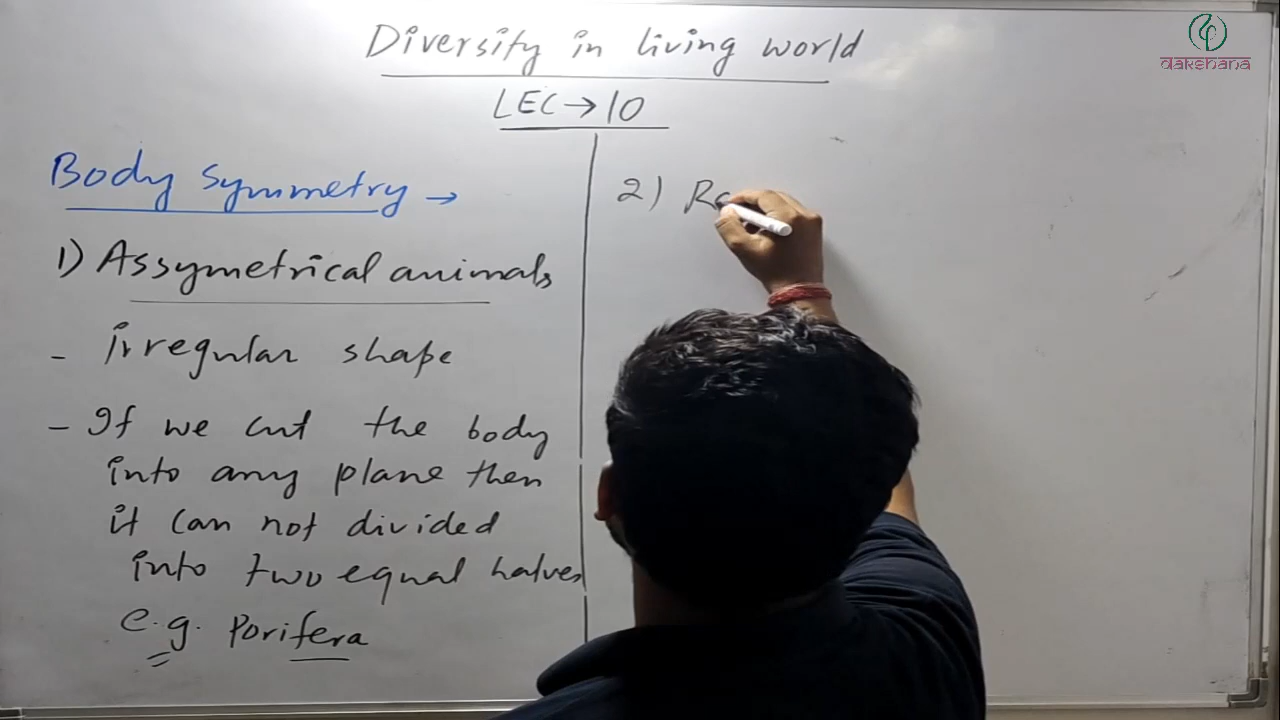 Diversity in living world
LEC → 10
dakshana
Body Symmetry →
1) Assymetrical animals
- irregular shape
- If we cut the body
into any plane then
it can not divided
into two equal halves
e.g. Porifera
2) Ra